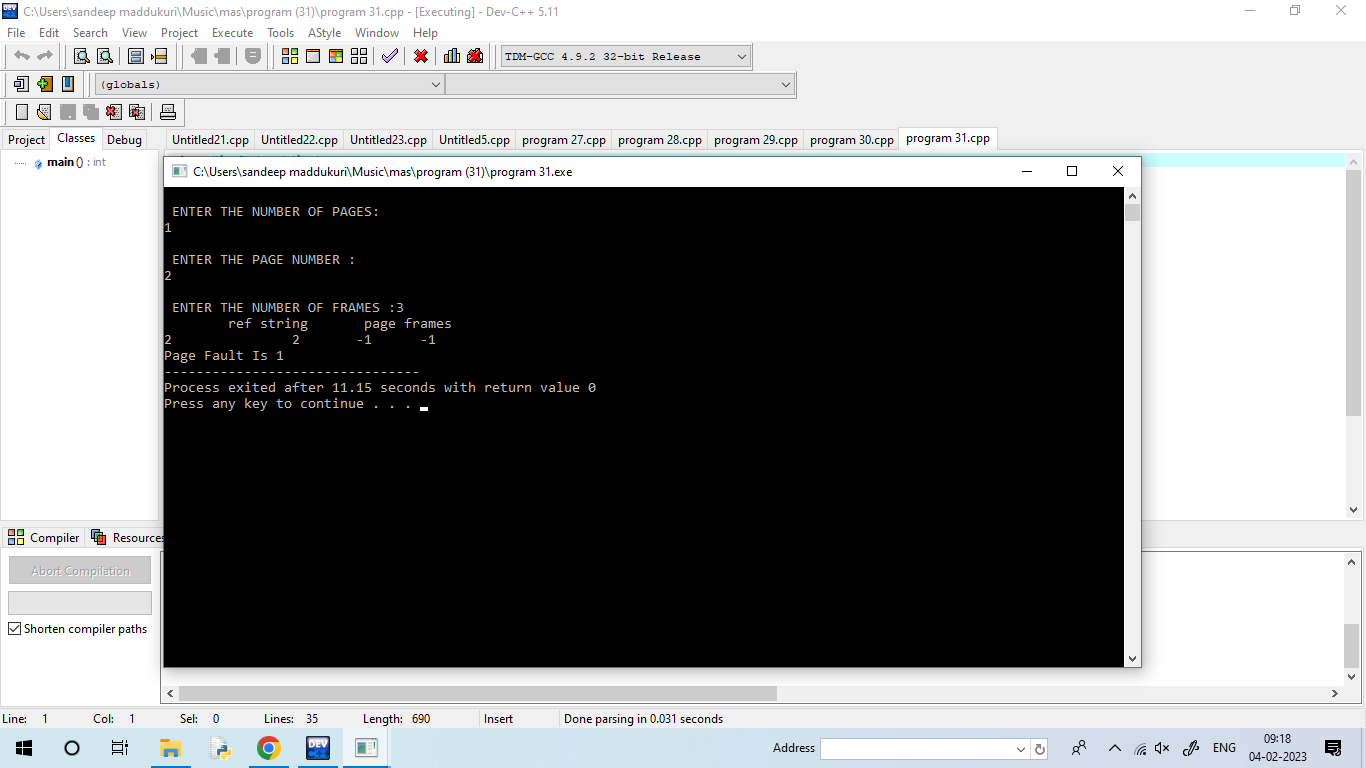 C:\Users\sandeep maddukuri\Music\mas\program (31)\program 31.cpp - [Executing] - Dev-C++ 5.11
File Edit Search View Project Execute Tools AStyle Window Help
TDM-GCC 4.9.2 32-bit Release
(globals)
Project Classes Debug Untitled21.cpp Untitled22.cpp Untitled23.cpp Untitled5.cpp program 27.cpp program 28.cpp program 29.cpp program 30.cpp program 31.cpp
main () : int
C:\Users\sandeep maddukuri\Music\mas\program (31)\program 31.exe
ENTER THE NUMBER OF PAGES:
1
ENTER THE PAGE NUMBER :
2
ENTER THE NUMBER OF FRAMES :3
ref string page frames
2 2 -1 -1
Page Fault Is 1
--------------------------------
Process exited after 11.15 seconds with return value 0
Press any key to continue . . .
Compiler Resources
Abort Compilation
Shorten compiler paths
Line: 1 Col: 1 Sel: 0 Lines: 35 Length: 690 Insert Done parsing in 0.031 seconds
DEV C++
Address ENG 09:18
04-02-2023